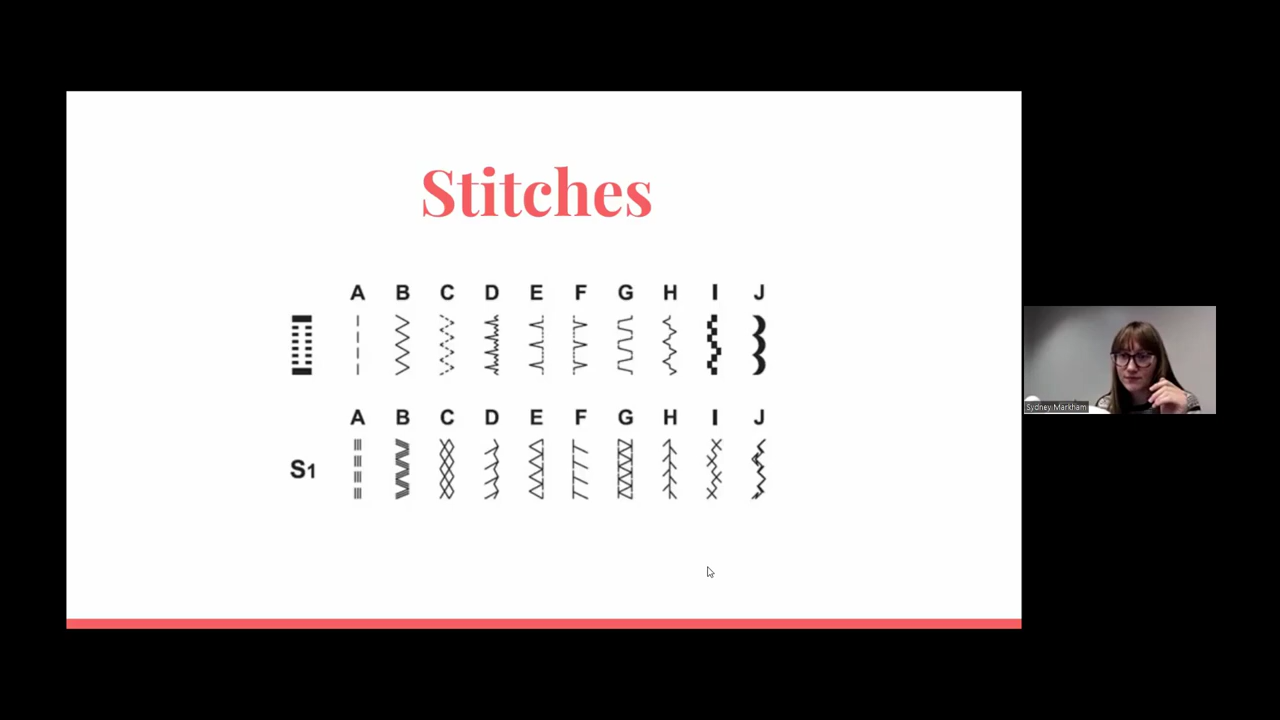 Stitches
A B C D E F G H I J
A B C D E F G H I J
S1
Sydney Markham